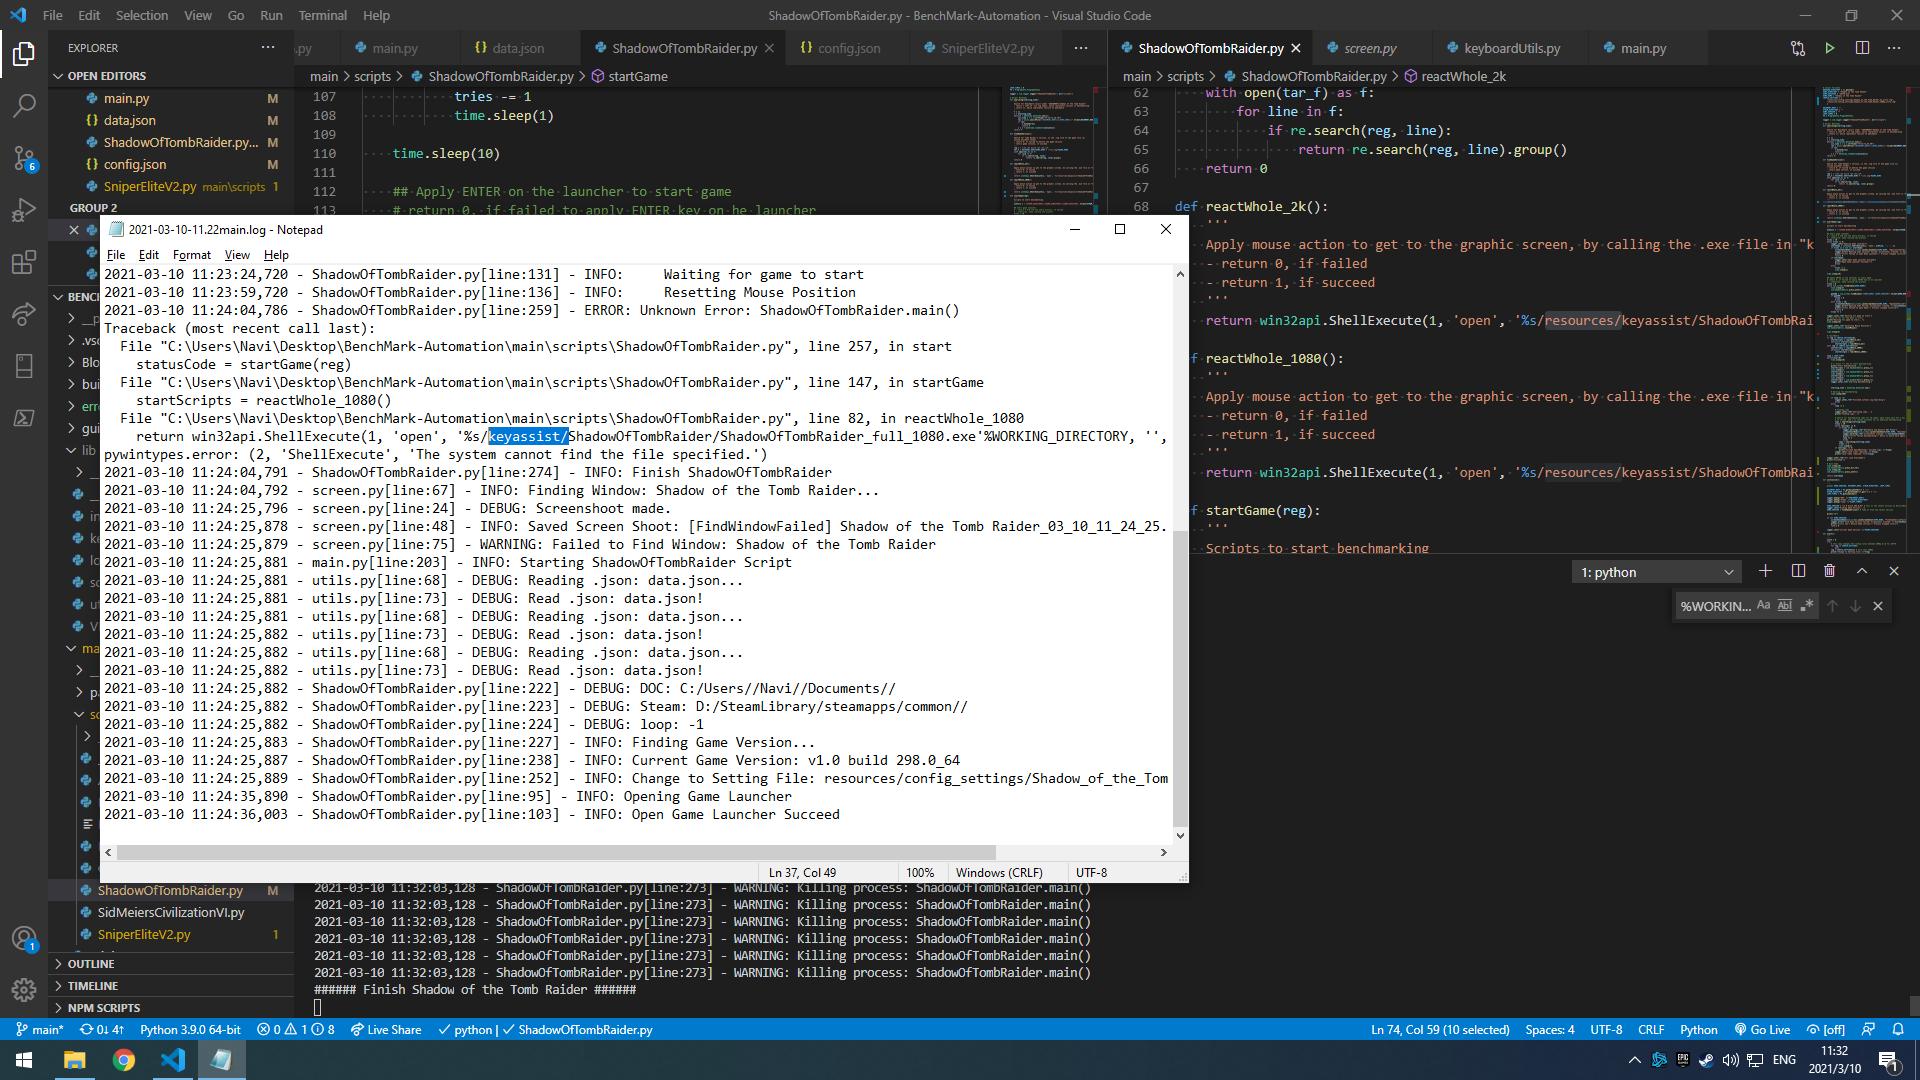 File Edit Selection View Go Run Terminal Help
ShadowOfTombRaider.py - BenchMark-Automation - Visual Studio Code
EXPLORER
OPEN EDITORS
main.py M
data.json M
ShadowOfTombRaider.py... M
config.json M
SniperEliteV2.py main\scripts 1
GROUP 2
BENC
lib
.py main.py data.json ShadowOfTombRaider.py config.json SniperEliteV2.py
main > scripts > ShadowOfTombRaider.py > startGame
107 tries -= 1
108 time.sleep(1)
109
110 time.sleep(10)
111
112 ## Apply ENTER on the launcher to start game
113 # return 0, if failed to apply ENTER key on he launcher
ShadowOfTombRaider.py screen.py keyboardUtils.py main.py
main > scripts > ShadowOfTombRaider.py > reactWhole_2k
62 with open(tar_f) as f:
63 for line in f:
64 if re.search(reg, line):
65 return re.search(reg, line).group()
66 return 0
67
68 def reactWhole_2k():
'''
Apply mouse action to get to the graphic screen, by calling the .exe file in "k
- return 0, if failed
- return 1, if succeed
'''
return win32api.ShellExecute(1, 'open', '%s/resources/keyassist/ShadowOfTombRai
f reactWhole_1080():
'''
Apply mouse action to get to the graphic screen, by calling the .exe file in "k
- return 0, if failed
- return 1, if succeed
'''
return win32api.ShellExecute(1, 'open', '%s/resources/keyassist/ShadowOfTombRai
f startGame(reg):
'''
Scripts to start benchmarking
1: python
%WORKIN... Aa Abl .*
2021-03-10-11.22main.log - Notepad
File Edit Format View Help
2021-03-10 11:23:24,720 - ShadowOfTombRaider.py[line:131] - INFO: Waiting for game to start
2021-03-10 11:23:59,720 - ShadowOfTombRaider.py[line:136] - INFO: Resetting Mouse Position
2021-03-10 11:24:04,786 - ShadowOfTombRaider.py[line:259] - ERROR: Unknown Error: ShadowOfTombRaider.main()
Traceback (most recent call last):
File "C:\Users\Navi\Desktop\BenchMark-Automation\main\scripts\ShadowOfTombRaider.py", line 257, in start
statusCode = startGame(reg)
File "C:\Users\Navi\Desktop\BenchMark-Automation\main\scripts\ShadowOfTombRaider.py", line 147, in startGame
startScripts = reactWhole_1080()
File "C:\Users\Navi\Desktop\BenchMark-Automation\main\scripts\ShadowOfTombRaider.py", line 82, in reactWhole_1080
return win32api.ShellExecute(1, 'open', '%s/keyassist/ShadowOfTombRaider/ShadowOfTombRaider_full_1080.exe'%WORKING_DIRECTORY, '',
pywintypes.error: (2, 'ShellExecute', 'The system cannot find the file specified.')
2021-03-10 11:24:04,791 - ShadowOfTombRaider.py[line:274] - INFO: Finish ShadowOfTombRaider
2021-03-10 11:24:04,792 - screen.py[line:67] - INFO: Finding Window: Shadow of the Tomb Raider...
2021-03-10 11:24:25,796 - screen.py[line:24] - DEBUG: Screenshoot made.
2021-03-10 11:24:25,878 - screen.py[line:48] - INFO: Saved Screen Shoot: [FindWindowFailed] Shadow of the Tomb Raider_03_10_11_24_25.
2021-03-10 11:24:25,879 - screen.py[line:75] - WARNING: Failed to Find Window: Shadow of the Tomb Raider
2021-03-10 11:24:25,881 - main.py[line:203] - INFO: Starting ShadowOfTombRaider Script
2021-03-10 11:24:25,881 - utils.py[line:68] - DEBUG: Reading .json: data.json...
2021-03-10 11:24:25,881 - utils.py[line:73] - DEBUG: Read .json: data.json!
2021-03-10 11:24:25,881 - utils.py[line:68] - DEBUG: Reading .json: data.json...
2021-03-10 11:24:25,882 - utils.py[line:73] - DEBUG: Read .json: data.json!
2021-03-10 11:24:25,882 - utils.py[line:68] - DEBUG: Reading .json: data.json...
2021-03-10 11:24:25,882 - utils.py[line:73] - DEBUG: Read .json: data.json!
2021-03-10 11:24:25,882 - ShadowOfTombRaider.py[line:222] - DEBUG: DOC: C:/Users//Navi//Documents//
2021-03-10 11:24:25,882 - ShadowOfTombRaider.py[line:223] - DEBUG: Steam: D:/SteamLibrary/steamapps/common//
2021-03-10 11:24:25,882 - ShadowOfTombRaider.py[line:224] - DEBUG: loop: -1
2021-03-10 11:24:25,883 - ShadowOfTombRaider.py[line:227] - INFO: Finding Game Version...
2021-03-10 11:24:25,887 - ShadowOfTombRaider.py[line:238] - INFO: Current Game Version: v1.0 build 298.0_64
2021-03-10 11:24:25,889 - ShadowOfTombRaider.py[line:252] - INFO: Change to Setting File: resources/config_settings/Shadow_of_the_Tom
2021-03-10 11:24:35,890 - ShadowOfTombRaider.py[line:95] - INFO: Opening Game Launcher
2021-03-10 11:24:36,003 - ShadowOfTombRaider.py[line:103] - INFO: Open Game Launcher Succeed
Ln 37, Col 49 100% Windows (CRLF) UTF-8
ShadowOfTombRaider.py M
SidMeiersCivilizationVI.py
SniperEliteV2.py 1
OUTLINE
TIMELINE
NPM SCRIPTS
2021-03-10 11:32:03,128 - ShadowOfTombRaider.py[line:273] - WARNING: Killing process: ShadowOfTombRaider.main()
2021-03-10 11:32:03,128 - ShadowOfTombRaider.py[line:273] - WARNING: Killing process: ShadowOfTombRaider.main()
2021-03-10 11:32:03,128 - ShadowOfTombRaider.py[line:273] - WARNING: Killing process: ShadowOfTombRaider.main()
2021-03-10 11:32:03,128 - ShadowOfTombRaider.py[line:273] - WARNING: Killing process: ShadowOfTombRaider.main()
2021-03-10 11:32:03,128 - ShadowOfTombRaider.py[line:273] - WARNING: Killing process: ShadowOfTombRaider.main()
2021-03-10 11:32:03,128 - ShadowOfTombRaider.py[line:273] - WARNING: Killing process: ShadowOfTombRaider.main()
###### Finish Shadow of the Tomb Raider ######
main* 0↓ 4↑ Python 3.9.0 64-bit 0 1 8 Live Share python | ShadowOfTombRaider.py
Ln 74, Col 59 (10 selected) Spaces: 4 UTF-8 CRLF Python Go Live [off]
ENG 11:32
2021/3/10